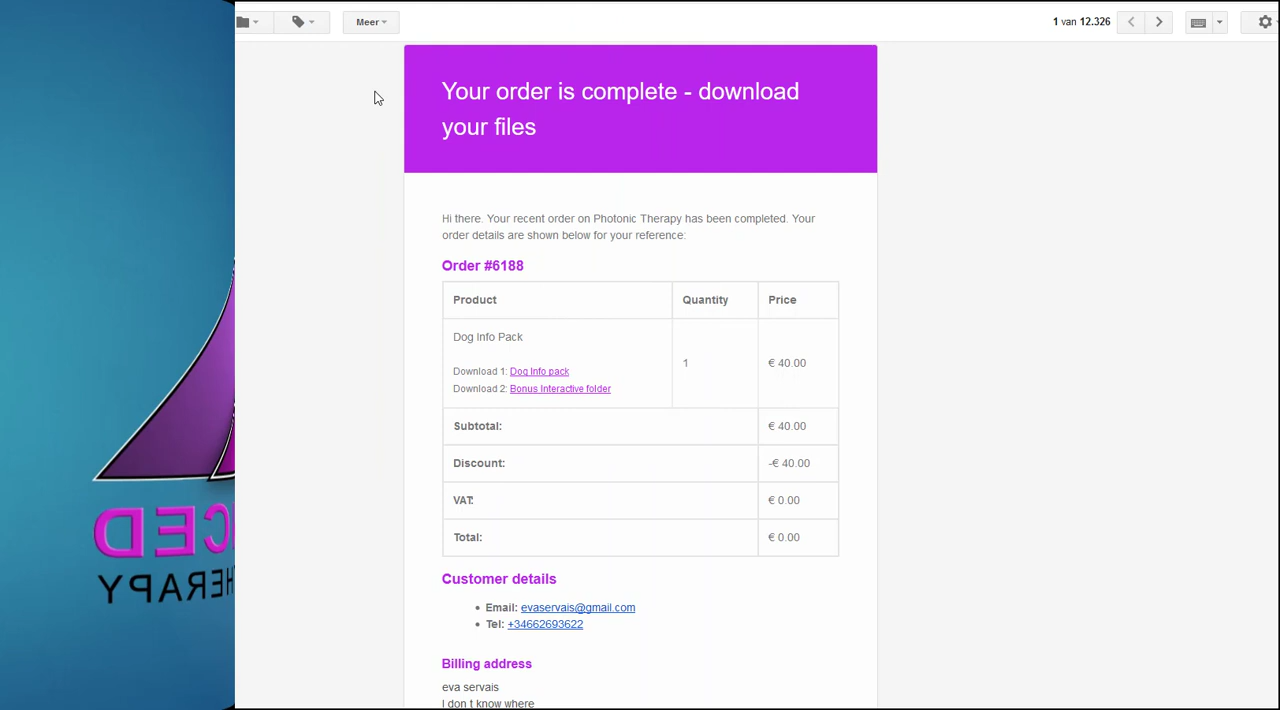 Meer
1 van 12.326
Your order is complete - download
your files
Hi there. Your recent order on Photonic Therapy has been completed. Your
order details are shown below for your reference:
Order #6188
Product Quantity Price
Dog Info Pack
Download 1: Dog Info pack
Download 2: Bonus Interactive folder
1 € 40.00
Subtotal: € 40.00
Discount: -€ 40.00
VAT: € 0.00
Total: € 0.00
Customer details
• Email: evaservais@gmail.com
• Tel: +34662693622
Billing address
eva servais
I don t know where
CED
HERAPY